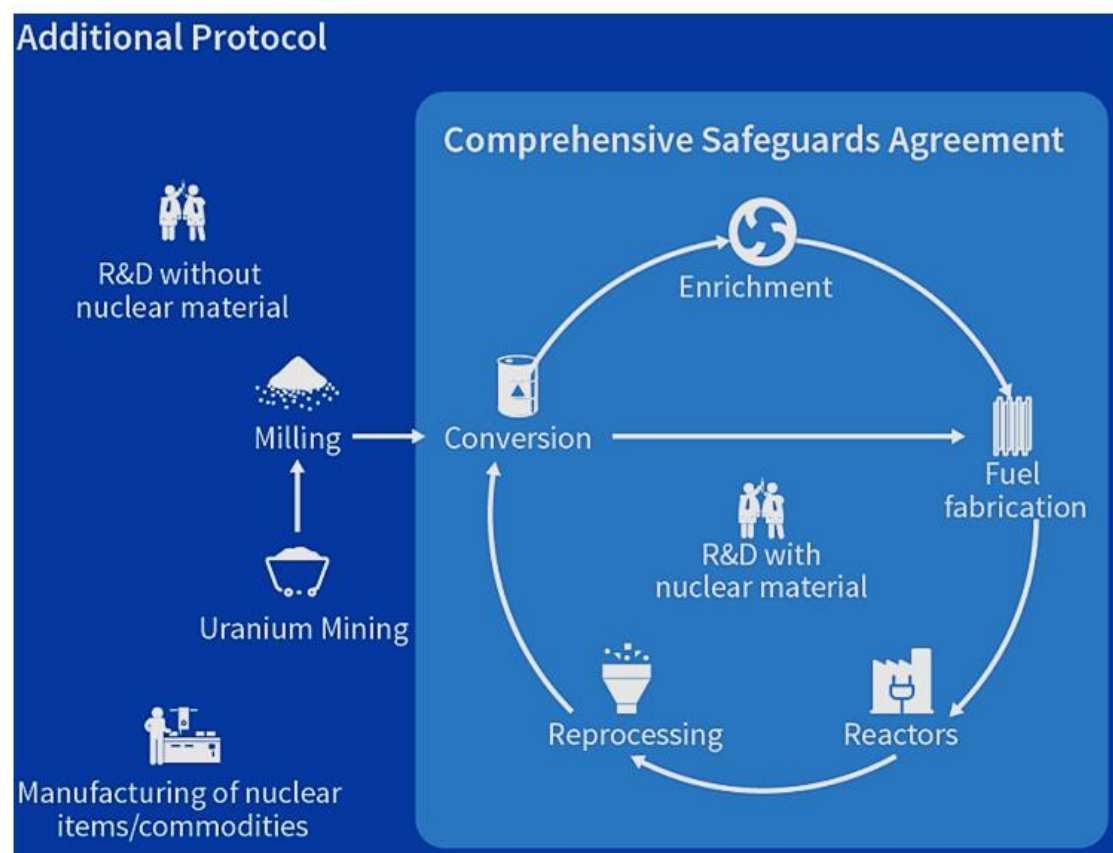 Additional Protocol
Comprehensive Safeguards Agreement
R&D without
nuclear material
Enrichment
Milling
Conversion
Fuel
fabrication
R&D with
nuclear material
Uranium Mining
Reprocessing
Reactors
Manufacturing of nuclear
items/commodities